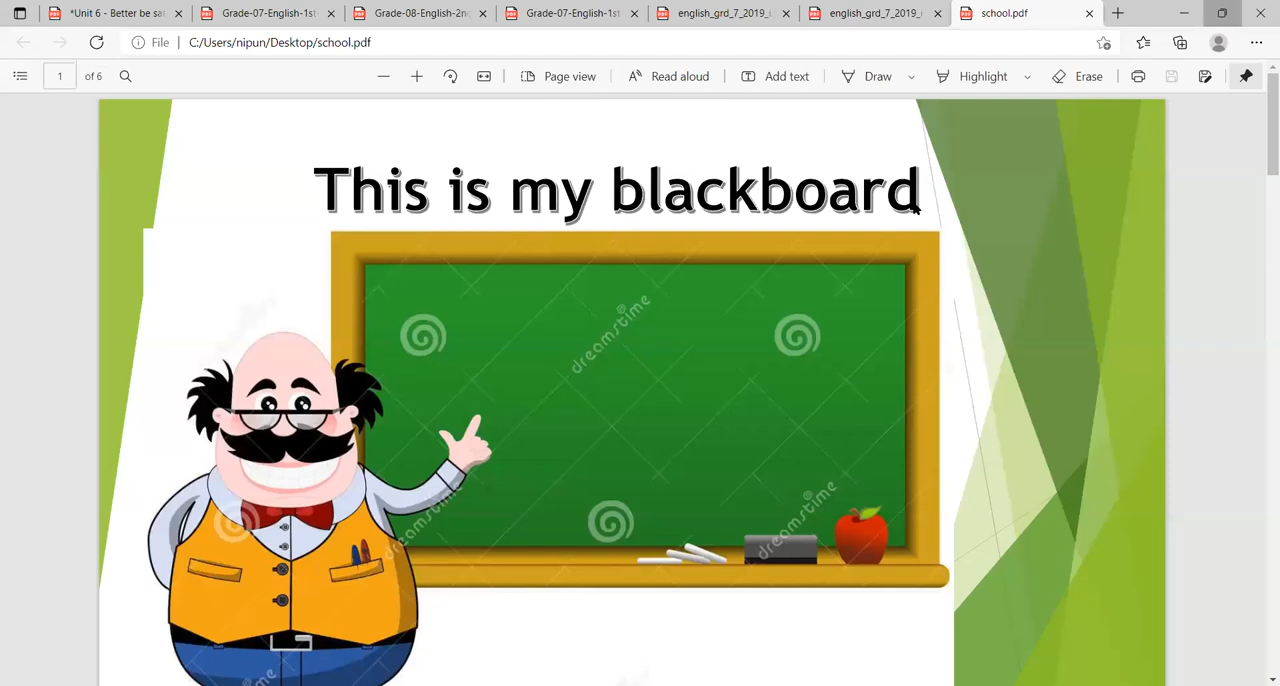 *Unit 6 - Better be sa
Grade-07-English-1st
Grade-08-English-2n
Grade-07-English-1st
english_grd_7_2019_
english_grd_7_2019_
school.pdf
File
C:/Users/nipun/Desktop/school.pdf
1 of 6
Page view
Read aloud
Add text
Draw
Highlight
Erase
This is my blackboard
dreamstime
dreamstime
dreamstime